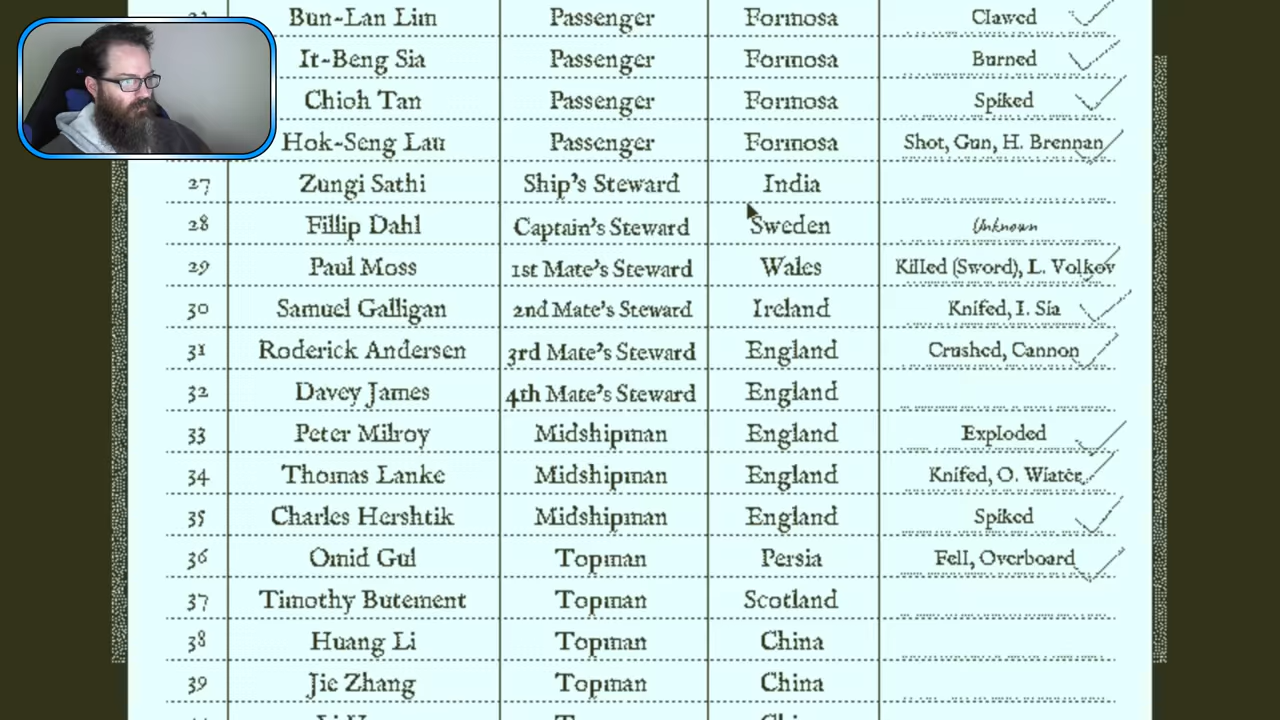 Bun-Lan Lim Passenger Formosa Clawed
It-Beng Sia Passenger Formosa Burned
Chioh Tan Passenger Formosa Spiked
Hok-Seng Lau Passenger Formosa Shot, Gun, H. Brennan
27 Zungi Sathi Ship's Steward India
28 Fillip Dahl Captain's Steward Sweden Unknown
29 Paul Moss 1st Mate's Steward Wales Killed (Sword), L. Volkov
30 Samuel Galligan 2nd Mate's Steward Ireland Knifed, I. Sia
31 Roderick Andersen 3rd Mate's Steward England Crushed, Cannon
32 Davey James 4th Mate's Steward England
33 Peter Milroy Midshipman England Exploded
34 Thomas Lanke Midshipman England Knifed, O. Wiater
35 Charles Hershtik Midshipman England Spiked
36 Omid Gul Topman Persia Fell, Overboard
37 Timothy Butement Topman Scotland
38 Huang Li Topman China
39 Jie Zhang Topman China